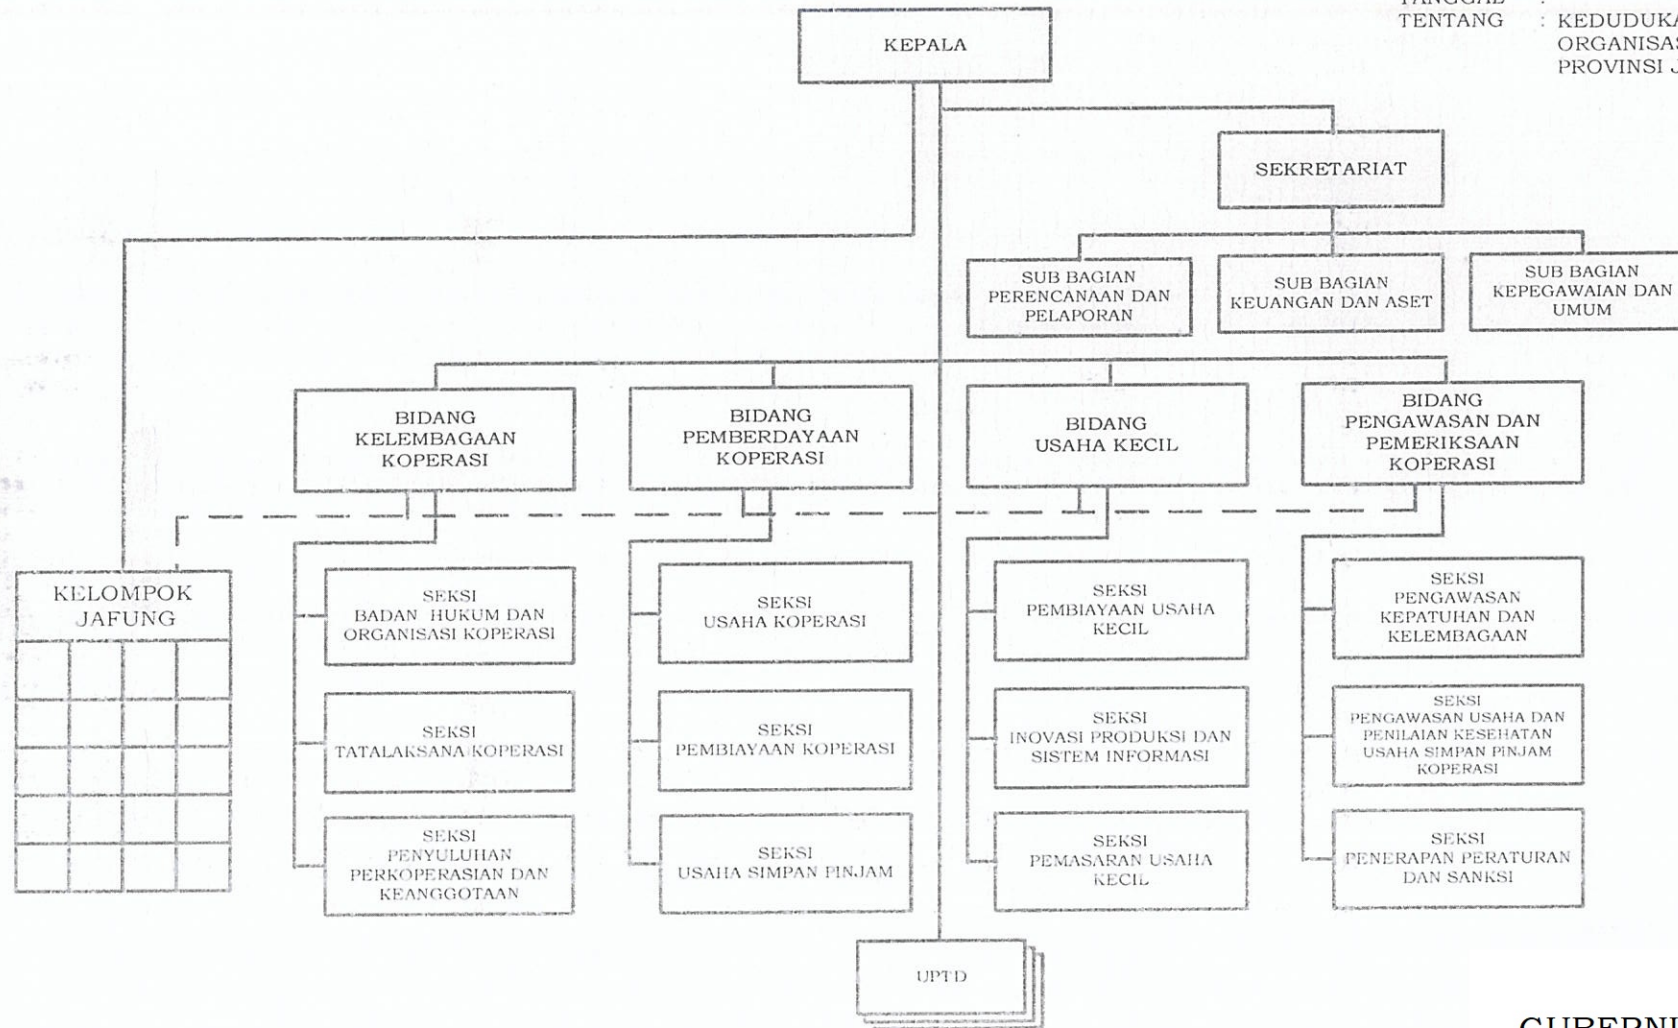 TENTANG : KEDUDUKA
ORGANISAS
PROVINSI J
KEPALA
SEKRETARIAT
SUB BAGIAN
PERENCANAAN DAN
PELAPORAN
SUB BAGIAN
KEUANGAN DAN ASET
SUB BAGIAN
KEPEGAWAIAN DAN
UMUM
BIDANG
KELEMBAGAAN
KOPERASI
BIDANG
PEMBERDAYAAN
KOPERASI
BIDANG
USAHA KECIL
BIDANG
PENGAWASAN DAN
PEMERIKSAAN
KOPERASI
KELOMPOK
JAFUNG
SEKSI
BADAN HUKUM DAN
ORGANISASI KOPERASI
SEKSI
USAHA KOPERASI
SEKSI
PEMBIAYAAN USAHA
KECIL
SEKSI
PENGAWASAN
KEPATUHAN DAN
KELEMBAGAAN
SEKSI
TATALAKSANA KOPERASI
SEKSI
PEMBIAYAAN KOPERASI
SEKSI
INOVASI PRODUKSI DAN
SISTEM INFORMASI
SEKSI
PENGAWASAN USAHA DAN
PENILAIAN KESEHATAN
USAHA SIMPAN PINJAM
KOPERASI
SEKSI
PENYULUHAN
PERKOPERASIAN DAN
KEANGGOTAAN
SEKSI
USAHA SIMPAN PINJAM
SEKSI
PEMASARAN USAHA
KECIL
SEKSI
PENERAPAN PERATURAN
DAN SANKSI
UPTD